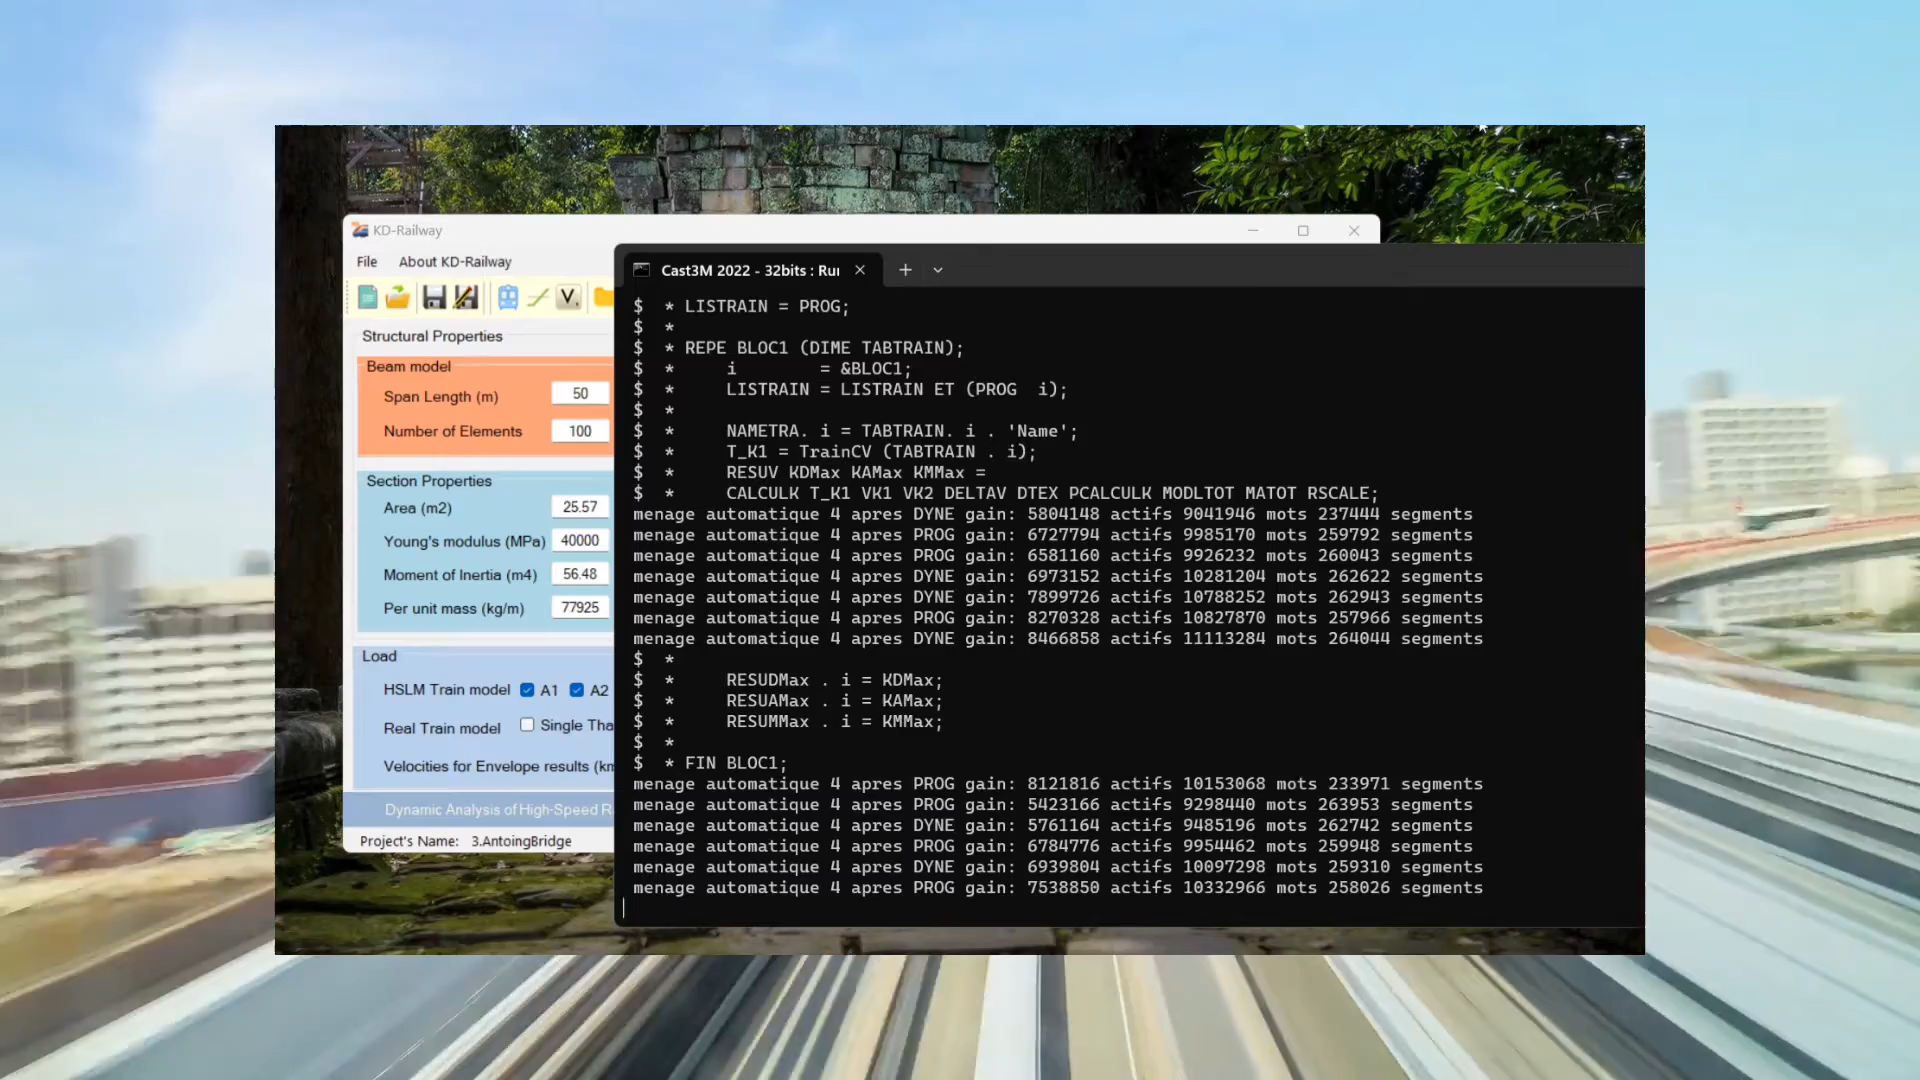 KD-Railway
File About KD-Railway
V
Structural Properties
Beam model
Span Length (m) 50
Number of Elements 100
Section Properties
Area (m2) 25.57
Young's modulus (MPa) 40000
Moment of Inertia (m4) 56.48
Per unit mass (kg/m) 77925
Load
HSLM Train model A1 A2
Real Train model Single Tha
Velocities for Envelope results (km
Dynamic Analysis of High-Speed R
Project's Name: 3.AntoingBridge
Cast3M 2022 - 32bits : Rur
$ * LISTRAIN = PROG;
$ *
$ * REPE BLOC1 (DIME TABTRAIN);
$ * i = &BLOC1;
$ * LISTRAIN = LISTRAIN ET (PROG i);
$ *
$ * NAMETRA. i = TABTRAIN. i . 'Name';
$ * T_K1 = TrainCV (TABTRAIN . i);
$ * RESUV KDMax KAMax KMMax =
$ * CALCULK T_K1 VK1 VK2 DELTAV DTEX PCALCULK MODLTOT MATOT RSCALE;
menage automatique 4 apres DYNE gain: 5804148 actifs 9041946 mots 237444 segments
menage automatique 4 apres PROG gain: 6727794 actifs 9985170 mots 259792 segments
menage automatique 4 apres PROG gain: 6581160 actifs 9926232 mots 260043 segments
menage automatique 4 apres DYNE gain: 6973152 actifs 10281204 mots 262622 segments
menage automatique 4 apres DYNE gain: 7899726 actifs 10788252 mots 262943 segments
menage automatique 4 apres PROG gain: 8270328 actifs 10827870 mots 257966 segments
menage automatique 4 apres DYNE gain: 8466858 actifs 11113284 mots 264044 segments
$ *
$ * RESUDMax . i = KDMax;
$ * RESUAMax . i = KAMax;
$ * RESUMMax . i = KMMax;
$ *
$ * FIN BLOC1;
menage automatique 4 apres PROG gain: 8121816 actifs 10153068 mots 233971 segments
menage automatique 4 apres PROG gain: 5423166 actifs 9298440 mots 263953 segments
menage automatique 4 apres DYNE gain: 5761164 actifs 9485196 mots 262742 segments
menage automatique 4 apres PROG gain: 6784776 actifs 9954462 mots 259948 segments
menage automatique 4 apres DYNE gain: 6939804 actifs 10097298 mots 259310 segments
menage automatique 4 apres PROG gain: 7538850 actifs 10332966 mots 258026 segments